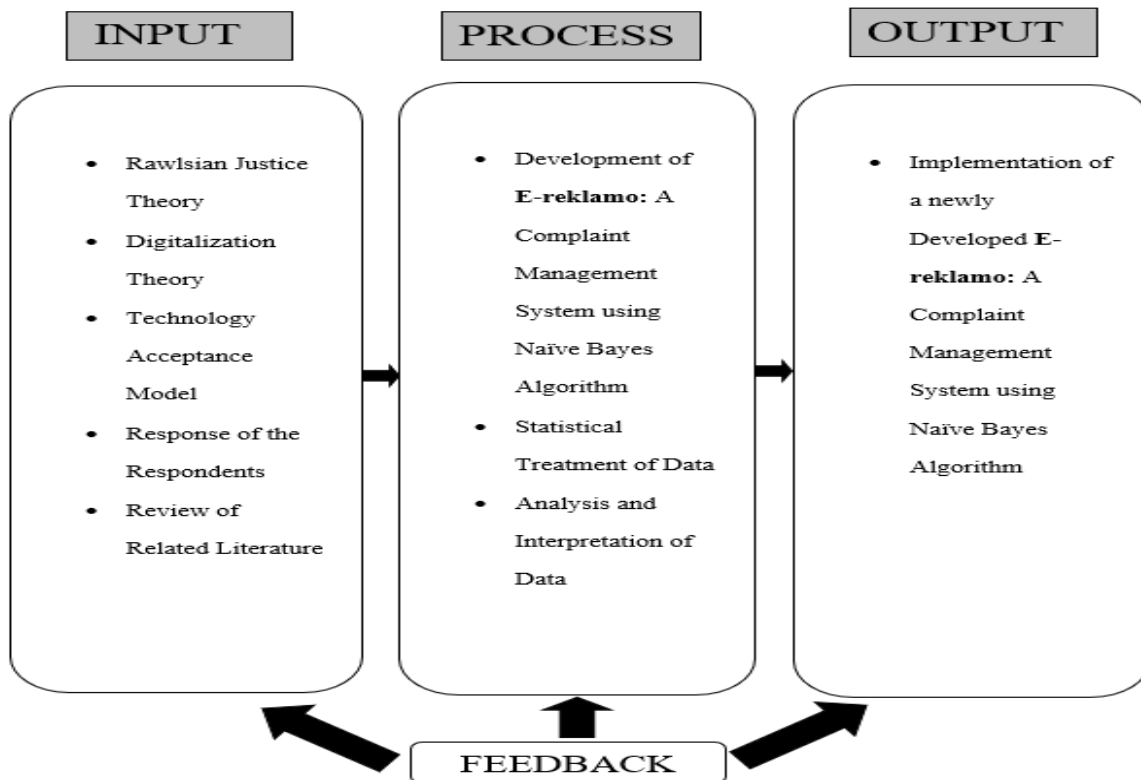 INPUT
PROCESS
OUTPUT
• Rawlsian Justice
Theory
• Digitalization
Theory
• Technology
Acceptance
Model
• Response of the
Respondents
• Review of
Related Literature
• Development of
E-reklamo: A
Complaint
Management
System using
Naïve Bayes
Algorithm
• Statistical
Treatment of Data
• Analysis and
Interpretation of
Data
• Implementation of
a newly
Developed E-
reklamo: A
Complaint
Management
System using
Naïve Bayes
Algorithm
FEEDBACK